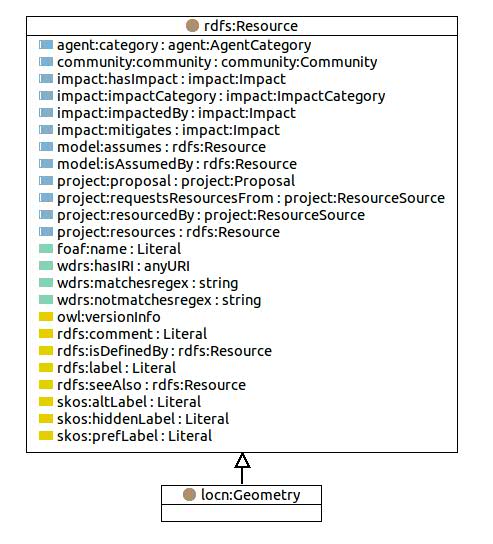 rdfs:Resource
agent:category : agent:AgentCategory
community:community : community:Community
impact:hasImpact : impact:Impact
impact:impactCategory : impact:ImpactCategory
impact:impactedBy : impact:Impact
impact:mitigates : impact:Impact
model:assumes : rdfs:Resource
model:isAssumedBy : rdfs:Resource
project:proposal : project:Proposal
project:requestsResourcesFrom : project:ResourceSource
project:resourcedBy : project:ResourceSource
project:resources : rdfs:Resource
foaf:name : Literal
wdrs:hasIRI : anyURI
wdrs:matchesregex : string
wdrs:notmatchesregex : string
owl:versionInfo
rdfs:comment : Literal
rdfs:isDefinedBy : rdfs:Resource
rdfs:label : Literal
rdfs:seeAlso : rdfs:Resource
skos:altLabel : Literal
skos:hiddenLabel : Literal
skos:prefLabel : Literal
locn:Geometry